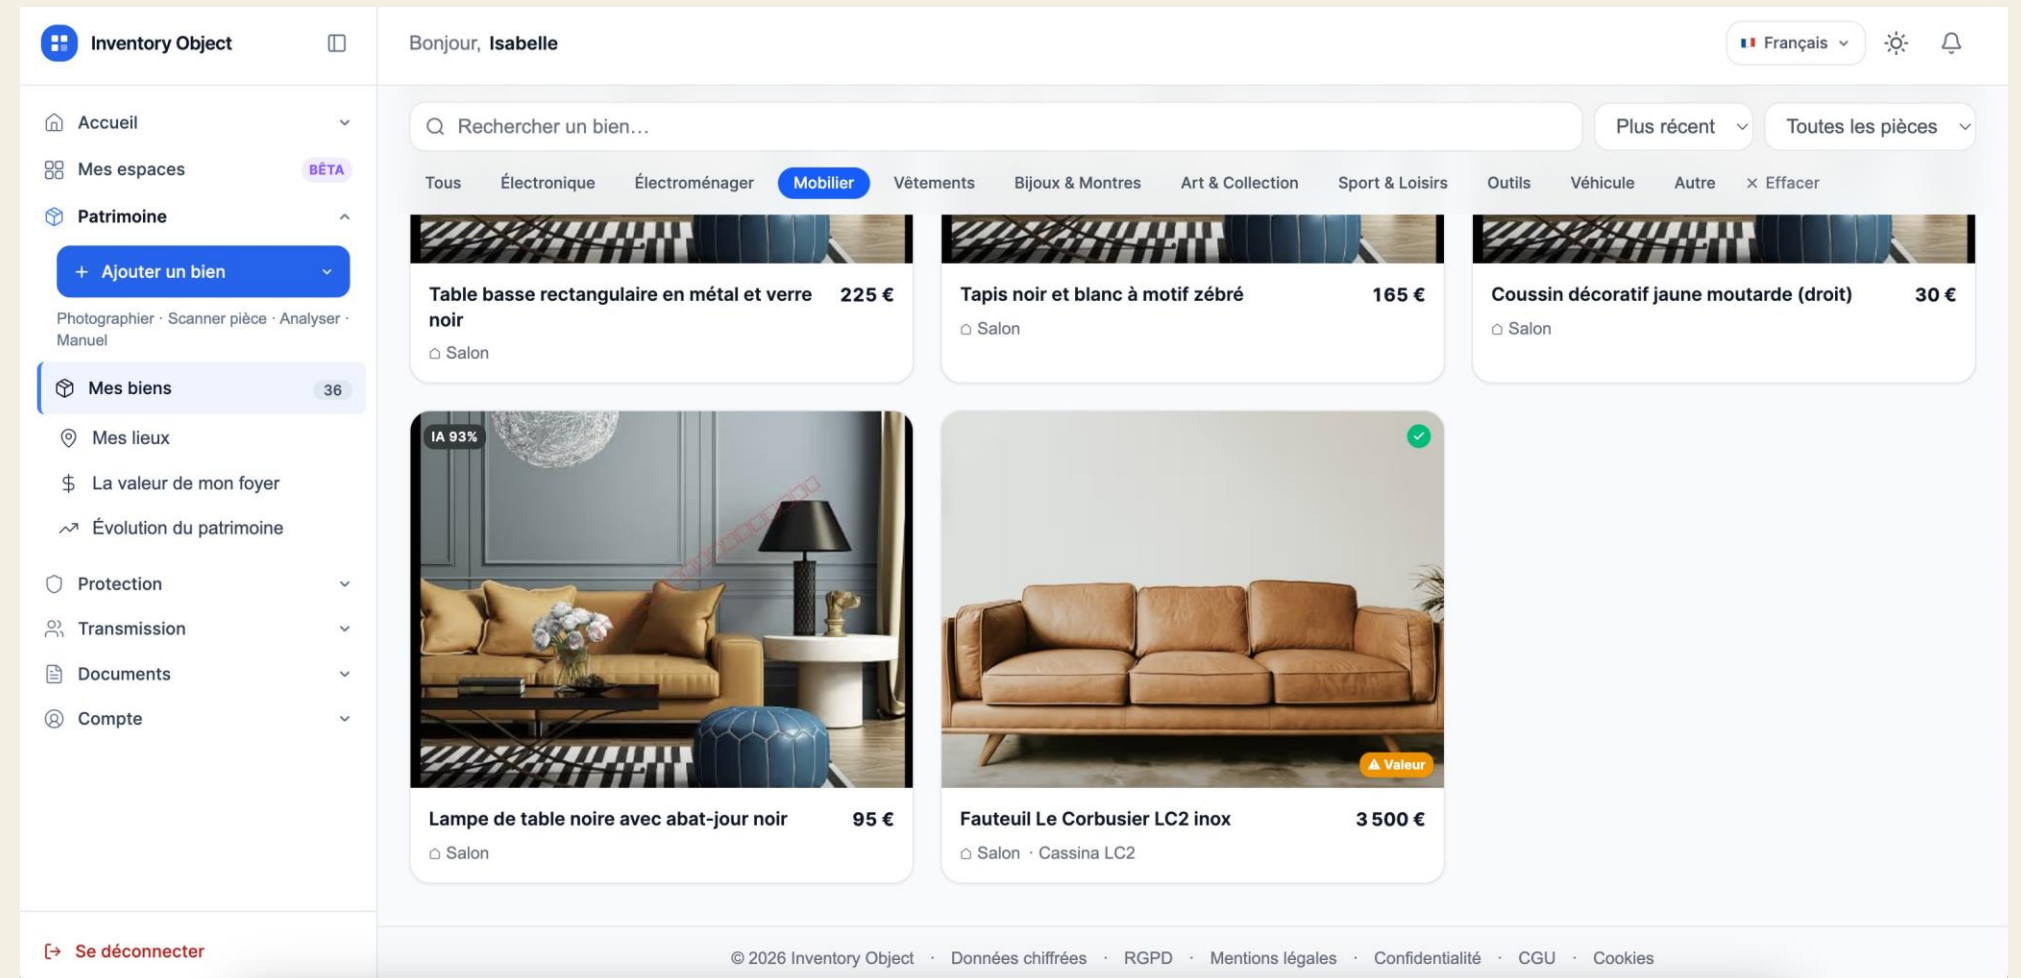 Inventory Object
Bonjour, Isabelle
Français
Accueil
Mes espaces BÊTA
Patrimoine
+ Ajouter un bien
Photographier · Scanner pièce · Analyser ·
Manuel
Mes biens 36
Mes lieux
La valeur de mon foyer
Évolution du patrimoine
Protection
Transmission
Documents
Compte
Se déconnecter
Rechercher un bien…
Plus récent
Toutes les pièces
Tous Électronique Électroménager Mobilier Vêtements Bijoux & Montres Art & Collection Sport & Loisirs Outils Véhicule Autre × Effacer
Table basse rectangulaire en métal et verre 225 €
noir
Salon
Tapis noir et blanc à motif zébré 165 €
Salon
Coussin décoratif jaune moutarde (droit) 30 €
Salon
IA 93%
Lampe de table noire avec abat-jour noir 95 €
Salon
Valeur
Fauteuil Le Corbusier LC2 inox 3 500 €
Salon · Cassina LC2
© 2026 Inventory Object · Données chiffrées · RGPD · Mentions légales · Confidentialité · CGU · Cookies